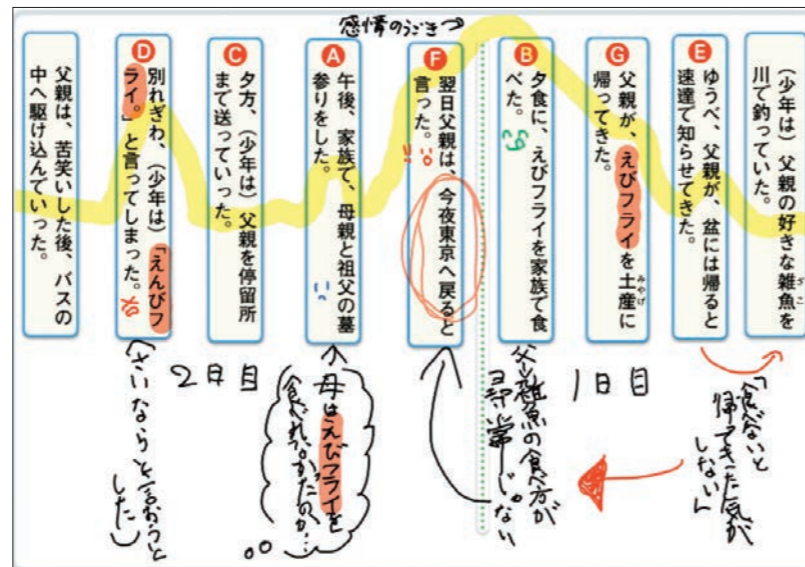 感情のうごき→
(少年は)父親の好きな雑魚を
川で釣っていた。
ざこ
E
ゆうべ、父親が、盆には帰ると
速達で知らせてきた。
G
父親が、えびフライを土産に
帰ってきた。
みやげ
B
夕食に、えびフライを家族で食
べた。
F
翌日父親は、今夜東京へ戻ると
言った。
!!
A
午後、家族で、母親と祖父の墓
参りをした。
C
夕方、(少年は)父親を停留所
まで送っていった。
D
別れぎわ、(少年は)「えんびフ
ライ。」と言ってしまった。
父親は、苦笑いした後、バスの
中へ駆け込んでいった。
1日目
「食べないと
帰ってきた気が
しない」
父と雑魚の食べ方が
尋常じゃない
2日目
母はえびフライを
食べれなかったのか…
(さいならと言おうと
した)